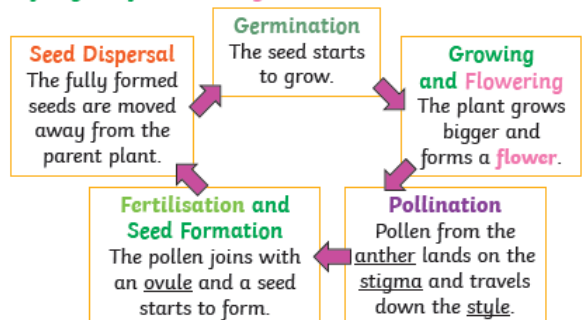 Germination
The seed starts
to grow.
Seed Dispersal
The fully formed
seeds are moved
away from the
parent plant.
Growing
and Flowering
The plant grows
bigger and
forms a flower.
Pollination
Pollen from the
anther lands on the
stigma and travels
down the style.
Fertilisation and
Seed Formation
The pollen joins with
an ovule and a seed
starts to form.